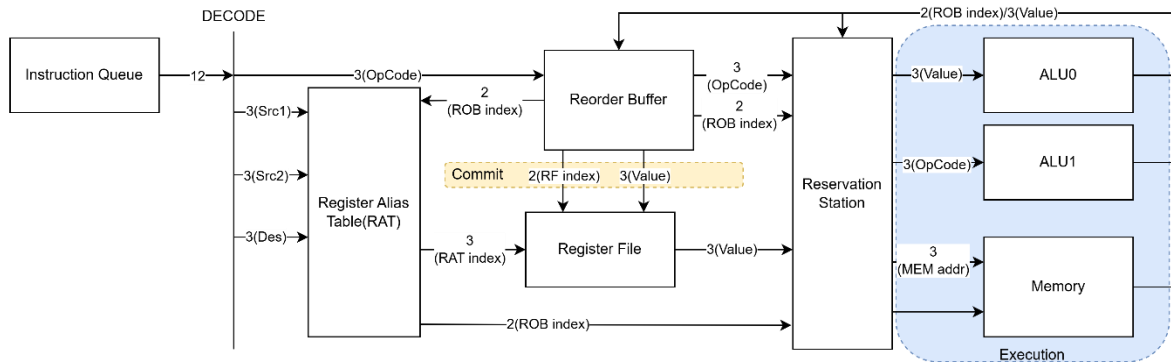 DECODE
2(ROB index)/3(Value)
Instruction Queue
12
3(OpCode)
Reorder Buffer
3
(OpCode)
2
(ROB index)
2
(ROB index)
3(Src1)
3(Src2)
3(Des)
Register Alias
Table(RAT)
Commit
2(RF index)
3(Value)
3
(RAT index)
Register File
3(Value)
2(ROB index)
Reservation
Station
3(Value)
ALU0
3(OpCode)
ALU1
3
(MEM addr)
Memory
Execution